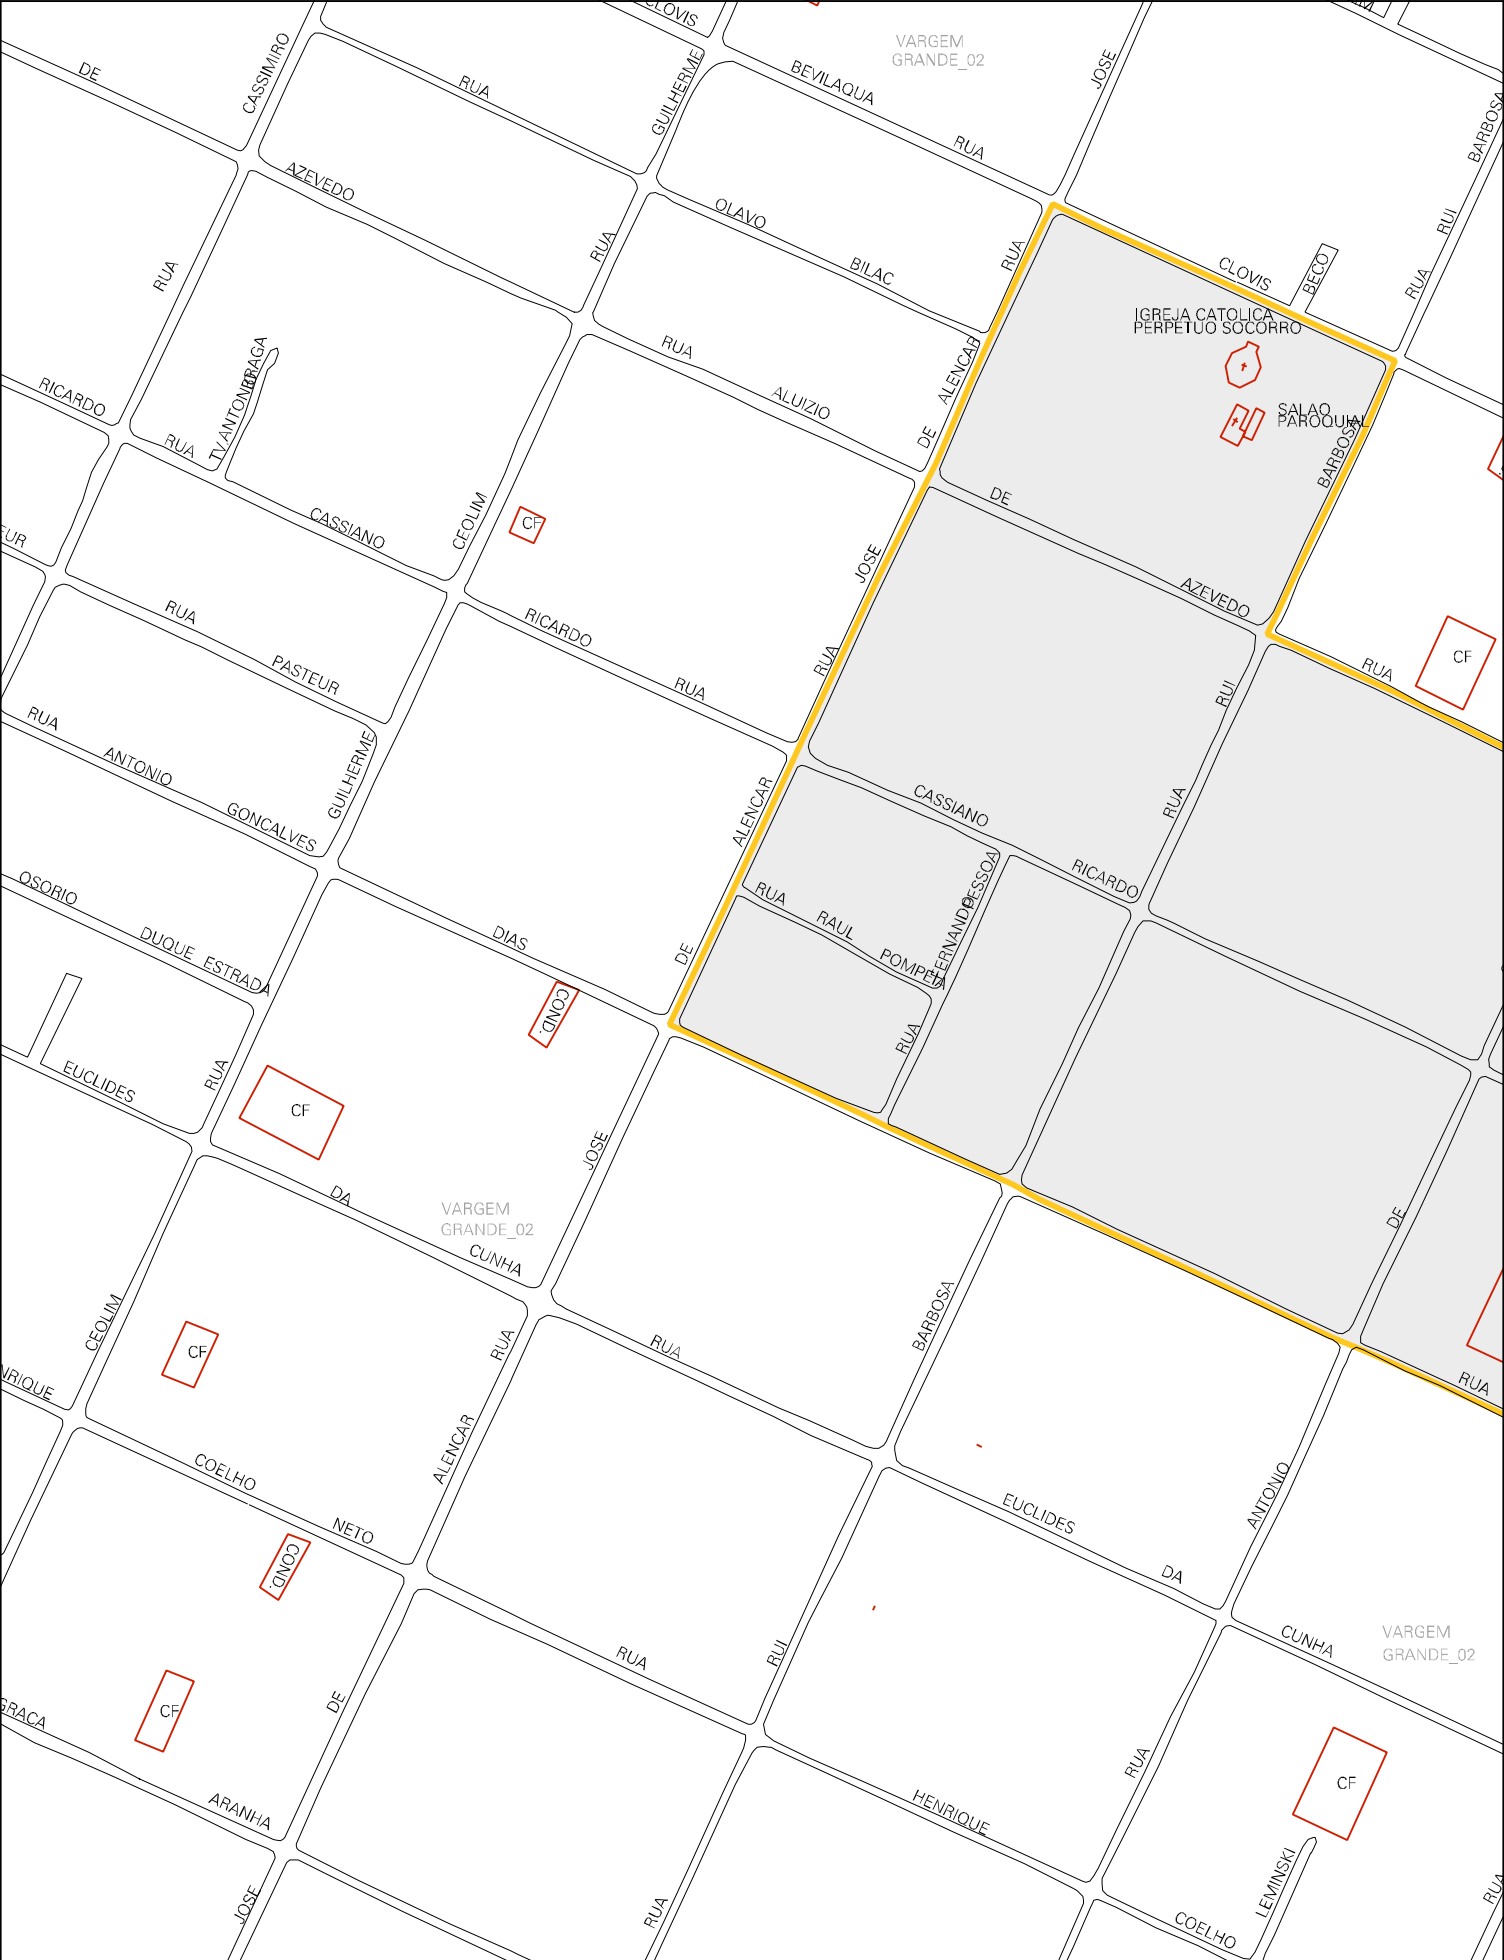 CLOVIS
VARGEM
GRANDE_02
CASSIMIRO
DE
RUA
GUILHERME
BEVILAQUA
JOSE
BARBOSA
RUA
AZEVEDO
OLAVO
BILAC
RUA
RUA
RUA
RUI
CLOVIS
BECO
RUA
IGREJA CATOLICA
PERPETUO SOCORRO
SALAO
PAROQUIAL
BARBOSA
RUA
ALUIZIO
ALENCAR
DE
TV.ANTONIO
BRAGA
RICARDO
RUA
CASSIANO
CEOLIM
CF
DE
AZEVEDO
JOSE
RUA
RICARDO
RUA
RUA
PASTEUR
RUA
CF
RUA
RUI
RUA
ANTONIO
GONCALVES
GUILHERME
ALENCAR
CASSIANO
RICARDO
RUA
FERNANDO
PESSOA
RUA
RAUL
POMPEIA
OSORIO
DUQUE ESTRADA
DIAS
DE
COND.
RUA
EUCLIDES
RUA
CF
JOSE
DA
CUNHA
VARGEM
GRANDE_02
DE
RUA
CEOLIM
CF
RUA
RUA
BARBOSA
COELHO
NETO
ALENCAR
COND.
EUCLIDES
DA
ANTONIO
CUNHA
VARGEM
GRANDE_02
RUA
RUI
CF
DE
GRACA
ARANHA
JOSE
RUA
HENRIQUE
RUA
CF
LEMINSKI
COELHO
RUA